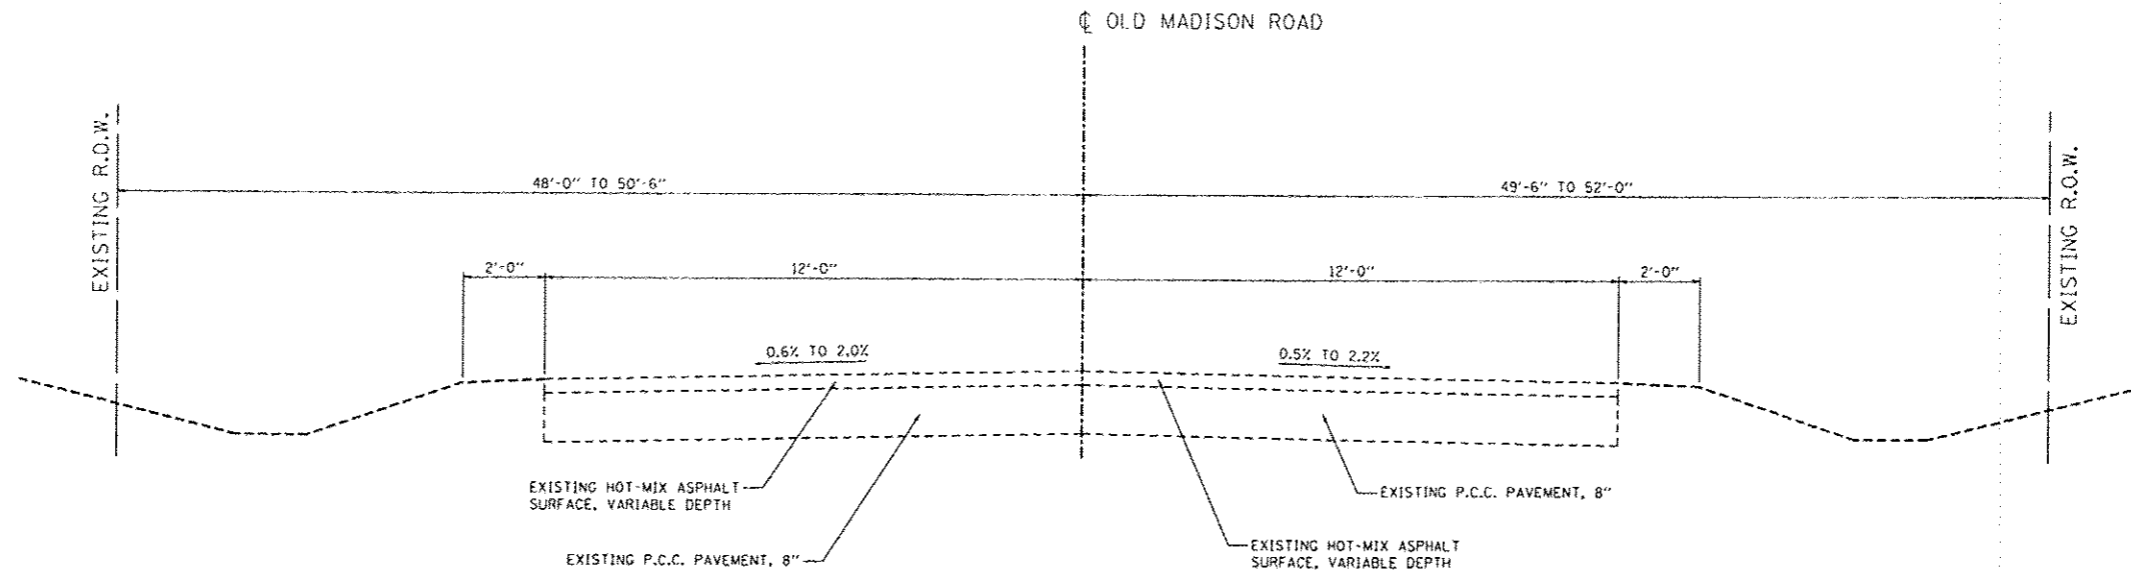 ℄ OLD MADISON ROAD
EXISTING R.O.W.
EXISTING R.O.W.
48'-0" TO 50'-6"
49'-6" TO 52'-0"
2'-0"
12'-0"
12'-0"
2'-0"
0.6% TO 2.0%
0.5% TO 2.2%
EXISTING HOT-MIX ASPHALT
SURFACE, VARIABLE DEPTH
EXISTING P.C.C. PAVEMENT, 8"
EXISTING P.C.C. PAVEMENT, 8"
EXISTING HOT-MIX ASPHALT
SURFACE, VARIABLE DEPTH